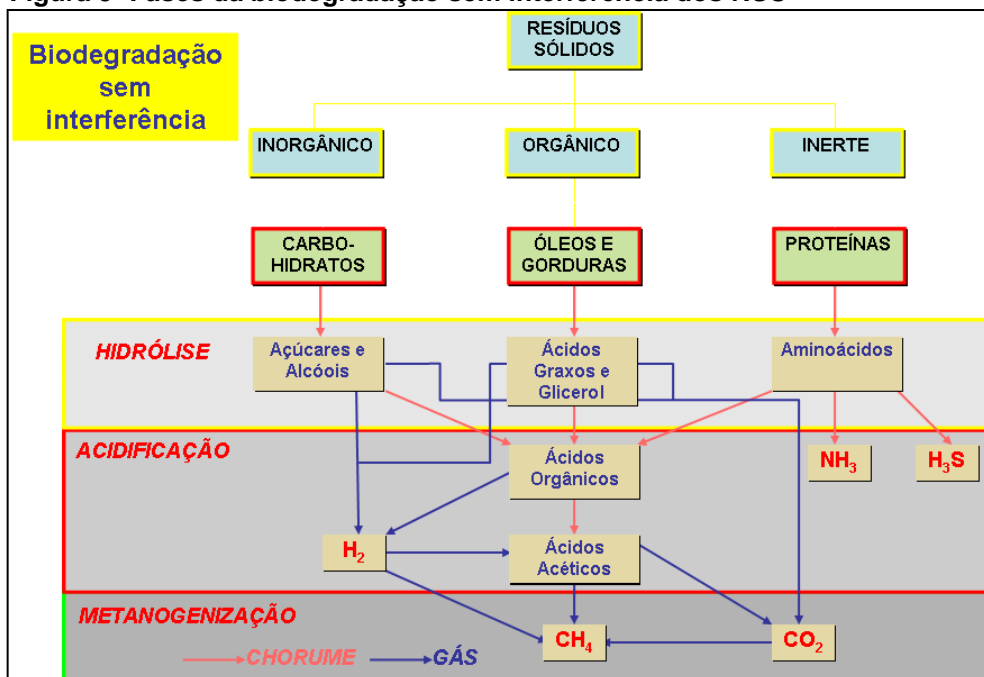 RESÍDUOS
SÓLIDOS
Biodegradação
sem
interferência
INORGÂNICO
ORGÂNICO
INERTE
CARBO-
HIDRATOS
ÓLEOS E
GORDURAS
PROTEÍNAS
HIDRÓLISE
Açúcares e
Alcóois
Ácidos
Graxos e
Glicerol
Aminoácidos
ACIDIFICAÇÃO
Ácidos
Orgânicos
NH₃
H₃S
H₂
Ácidos
Acéticos
METANOGENIZAÇÃO
CH₄
CO₂
CHORUME
GÁS